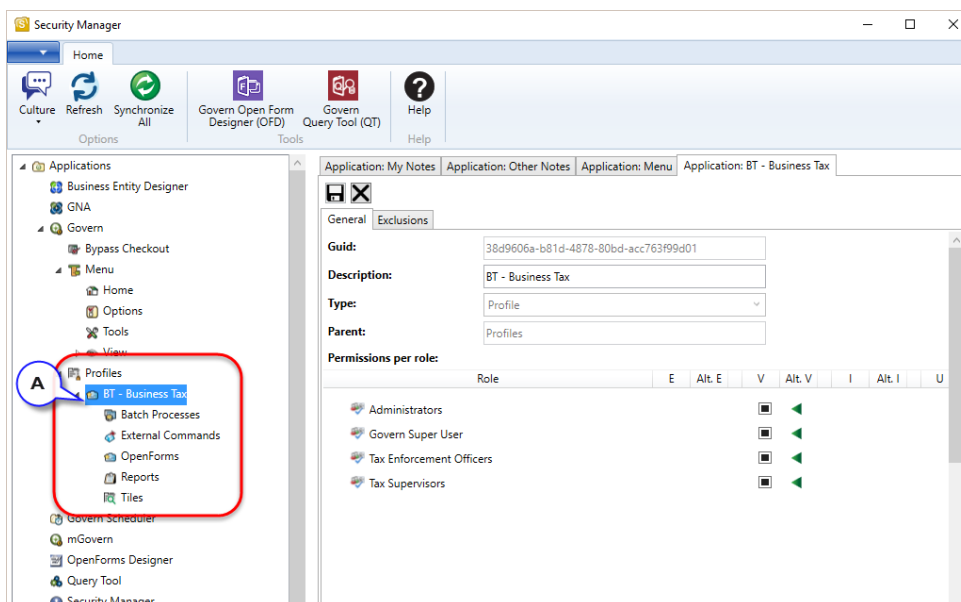 Security Manager
Home
Culture Refresh Synchronize All Govern Open Form Designer (OFD) Govern Query Tool (QT) Help
Options Tools Help
Applications
Business Entity Designer
GNA
Govern
Bypass Checkout
Menu
Home
Options
Tools
View
Profiles
A
BT - Business Tax
Batch Processes
External Commands
OpenForms
Reports
Tiles
Govern Scheduler
mGovern
OpenForms Designer
Query Tool
Security Manager
Application: My Notes Application: Other Notes Application: Menu Application: BT - Business Tax
General Exclusions
Guid: 38d9606a-b81d-4878-80bd-acc763f99d01
Description: BT - Business Tax
Type: Profile
Parent: Profiles
Permissions per role:
Role E Alt. E V Alt. V I Alt. I U
Administrators
Govern Super User
Tax Enforcement Officers
Tax Supervisors